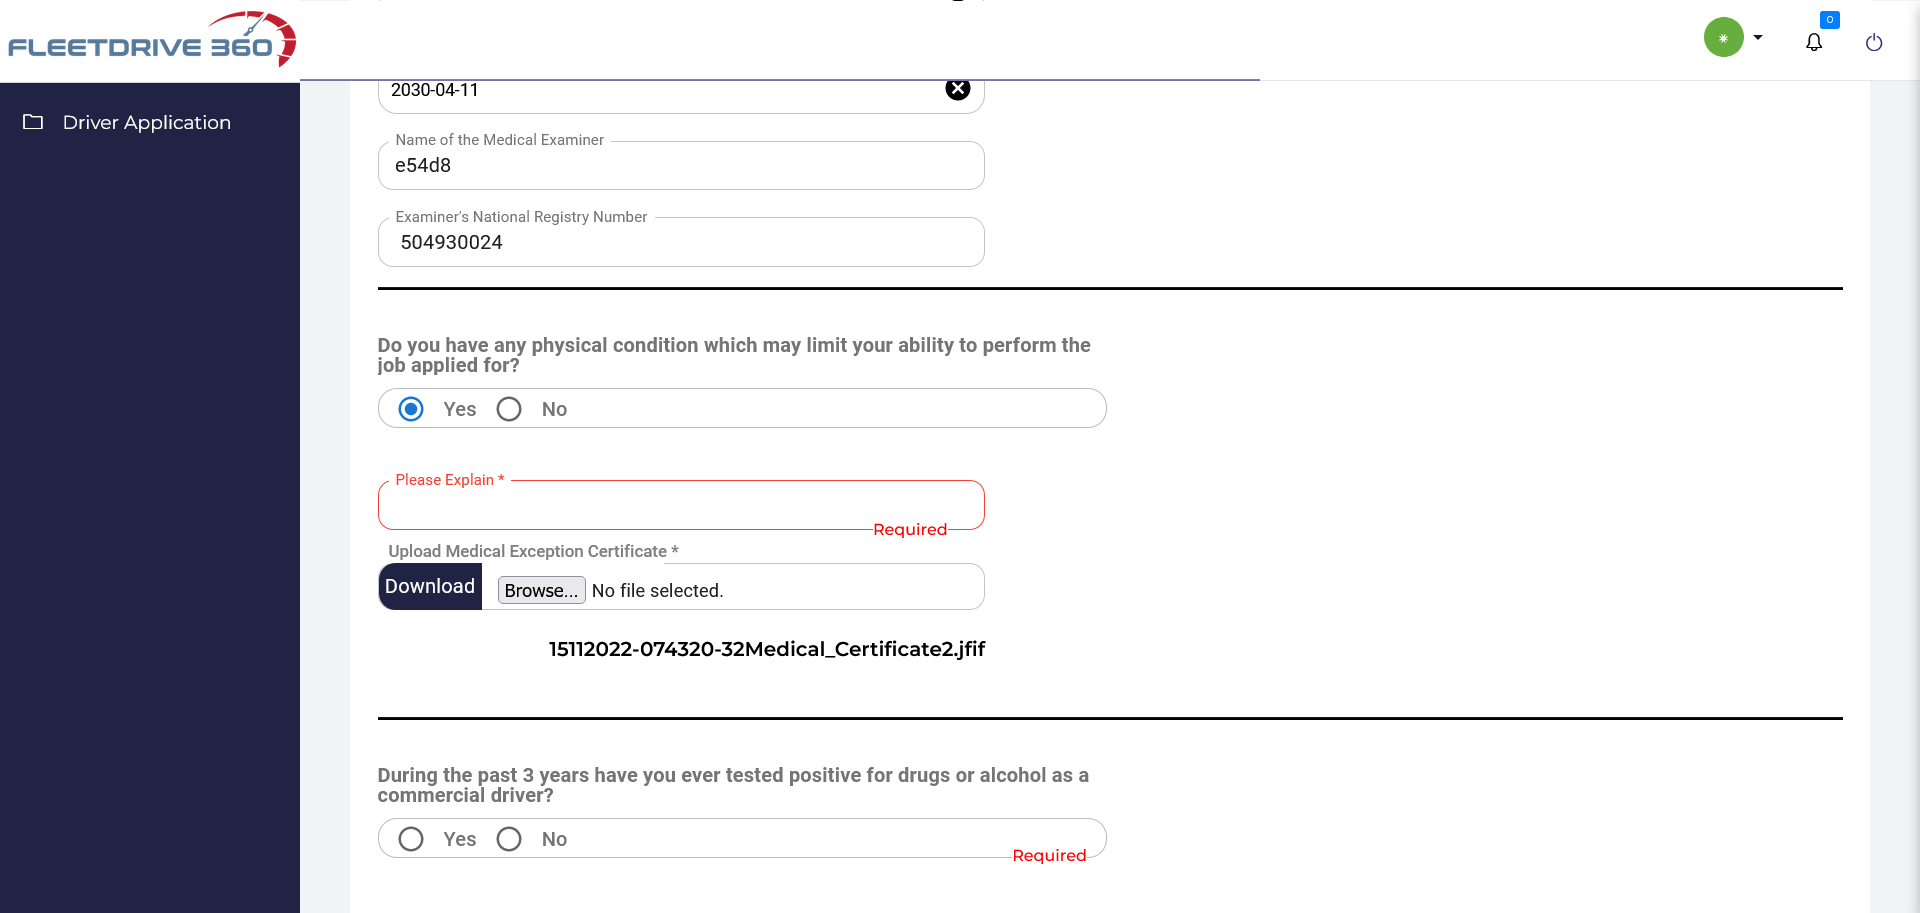 FLEETDRIVE 360
0
Driver Application
2030-04-11
Name of the Medical Examiner
e54d8
Examiner's National Registry Number
504930024
Do you have any physical condition which may limit your ability to perform the
job applied for?
Yes No
Please Explain *
Required
Upload Medical Exception Certificate *
Download Browse... No file selected.
15112022-074320-32Medical_Certificate2.jfif
During the past 3 years have you ever tested positive for drugs or alcohol as a
commercial driver?
Yes No
Required